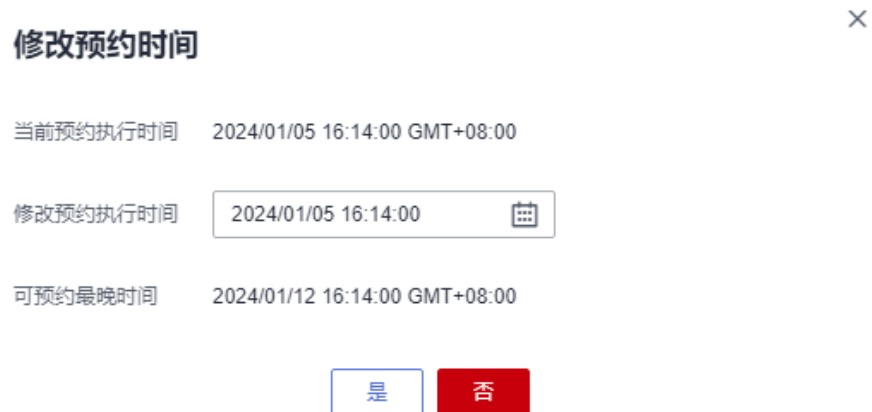 修改预约时间
当前预约执行时间 2024/01/05 16:14:00 GMT+08:00
修改预约执行时间 2024/01/05 16:14:00
可预约最晚时间 2024/01/12 16:14:00 GMT+08:00
是 否